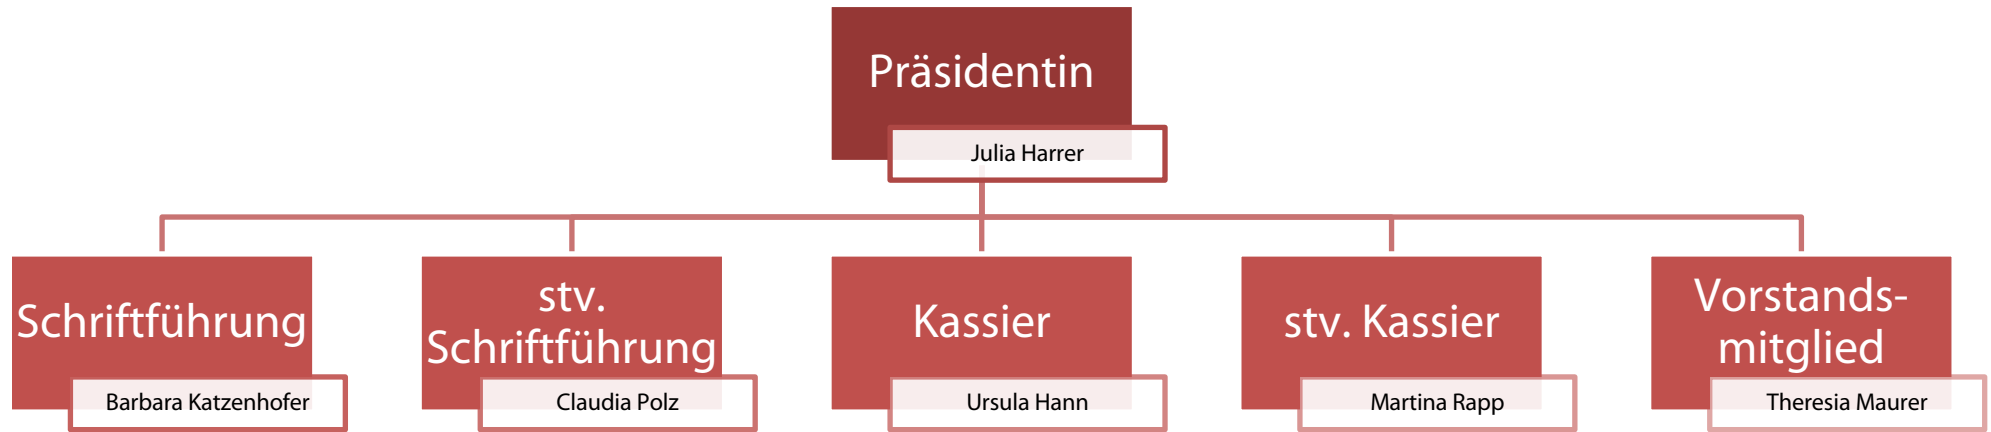 Präsidentin
Julia Harrer
Schriftführung
Barbara Katzenhofer
stv.
Schriftführung
Claudia Polz
Kassier
Ursula Hann
stv. Kassier
Martina Rapp
Vorstands-
mitglied
Theresia Maurer